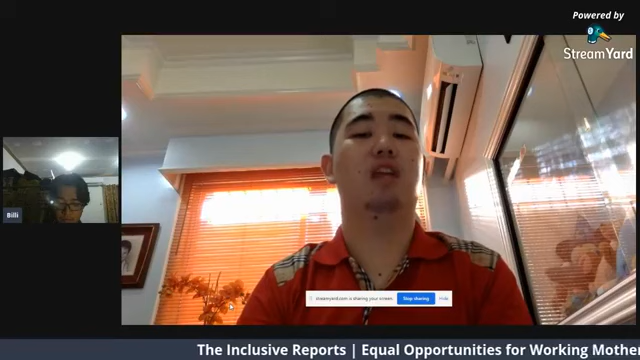 Powered by
StreamYard
Billi
streamyard.com is sharing your screen.
Stop sharing
Hide
The Inclusive Reports | Equal Opportunities for Working Mothe